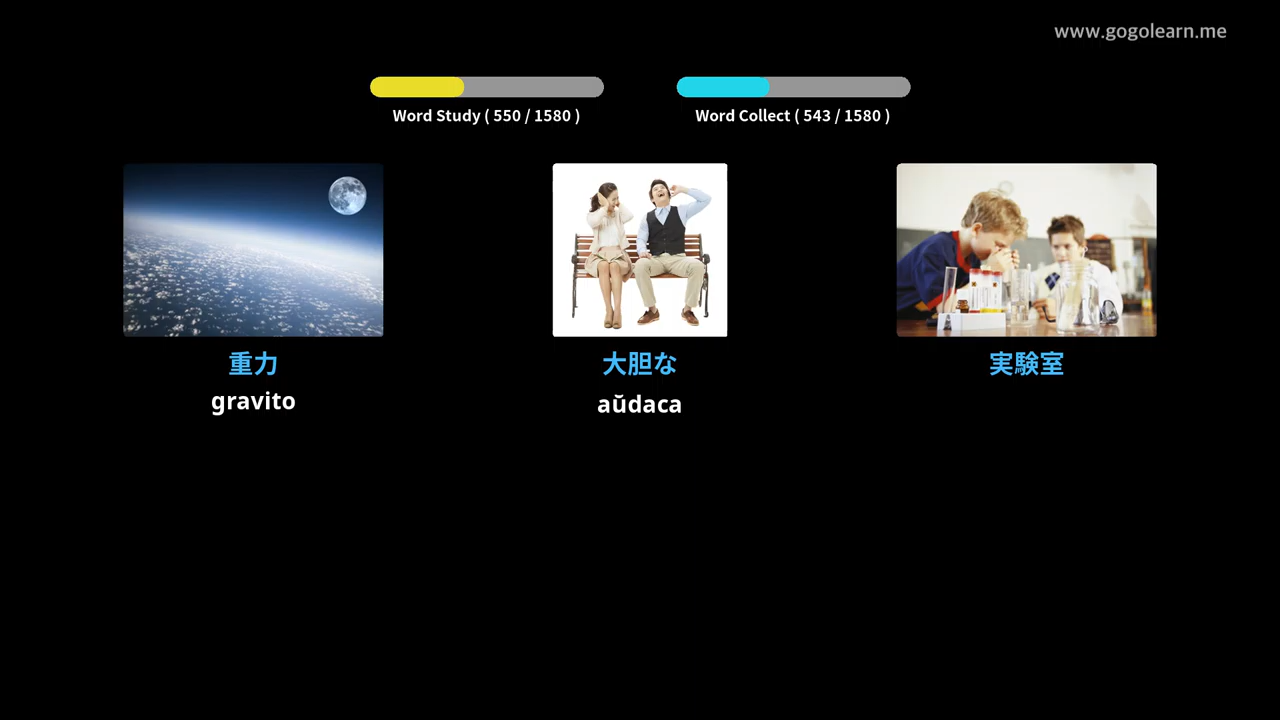 www.gogolearn.me
Word Study ( 550 / 1580 )
Word Collect ( 543 / 1580 )
重力
大胆な
実験室
gravito
aŭdaca